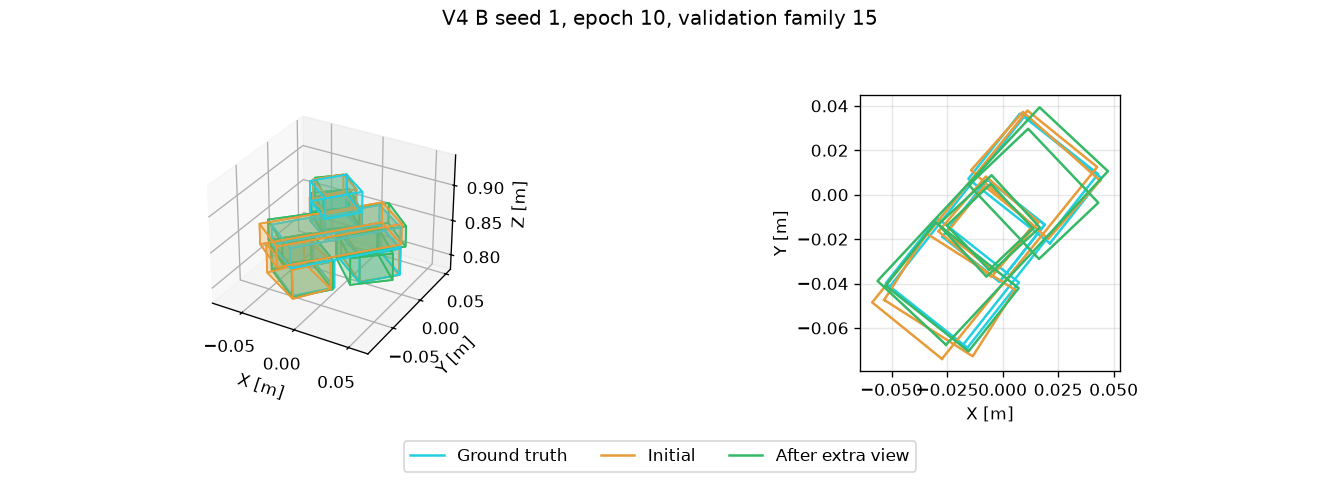 V4 B seed 1, epoch 10, validation family 15
0.90
0.85
0.80
Z [m]
0.05
0.00
−0.05
Y [m]
−0.05
0.00
0.05
X [m]
0.04
0.02
0.00
−0.02
−0.04
−0.06
Y [m]
−0.050
−0.025
0.000
0.025
0.050
X [m]
Ground truth
Initial
After extra view